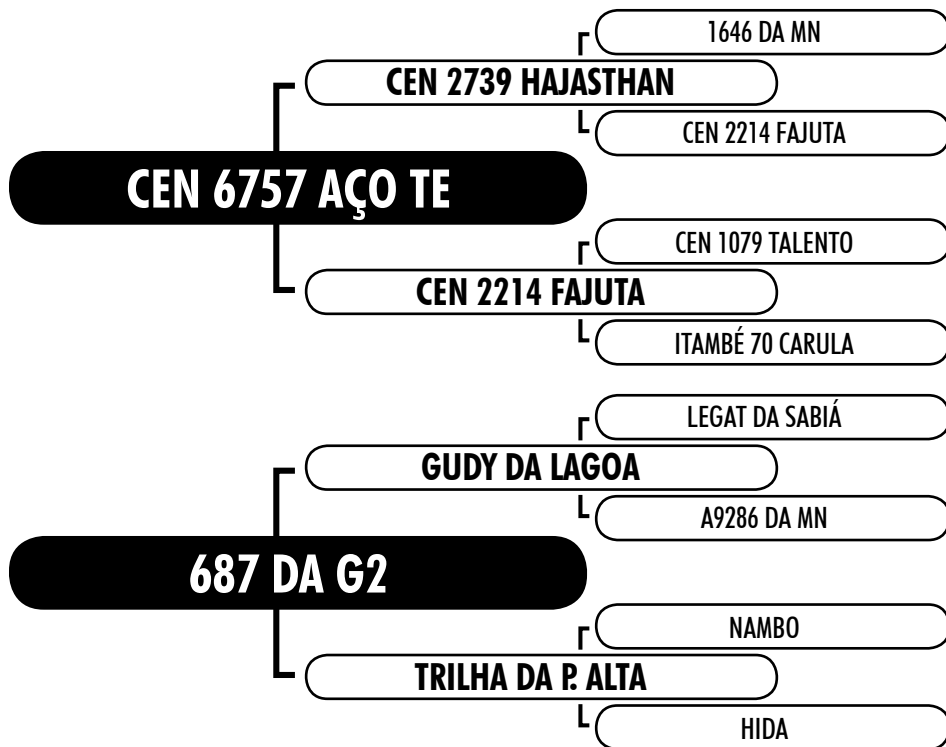 1646 DA MN
CEN 2739 HAJASTHAN
CEN 2214 FAJUTA
CEN 6757 AÇO TE
CEN 1079 TALENTO
CEN 2214 FAJUTA
ITAMBÉ 70 CARULA
LEGAT DA SABIÁ
GUDY DA LAGOA
A9286 DA MN
687 DA G2
NAMBO
TRILHA DA P. ALTA
HIDA